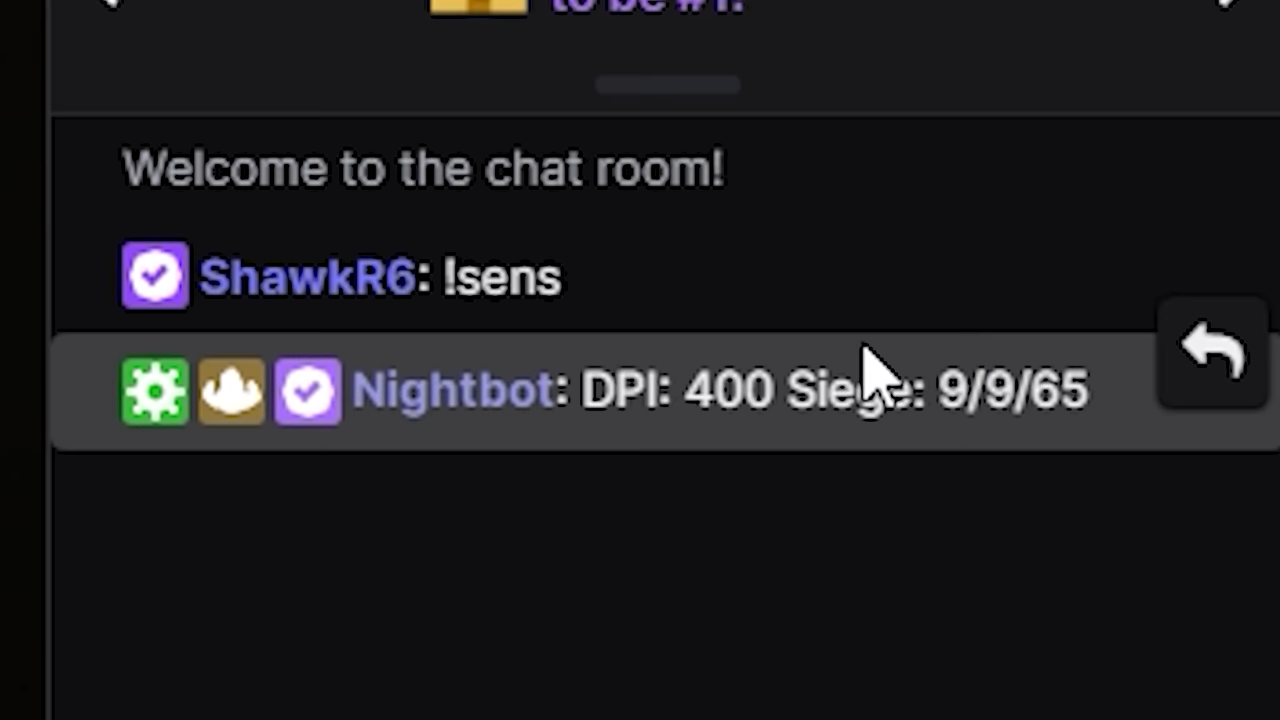 to be #1.
Welcome to the chat room!
ShawkR6: !sens
Nightbot: DPI: 400 Siege: 9/9/65